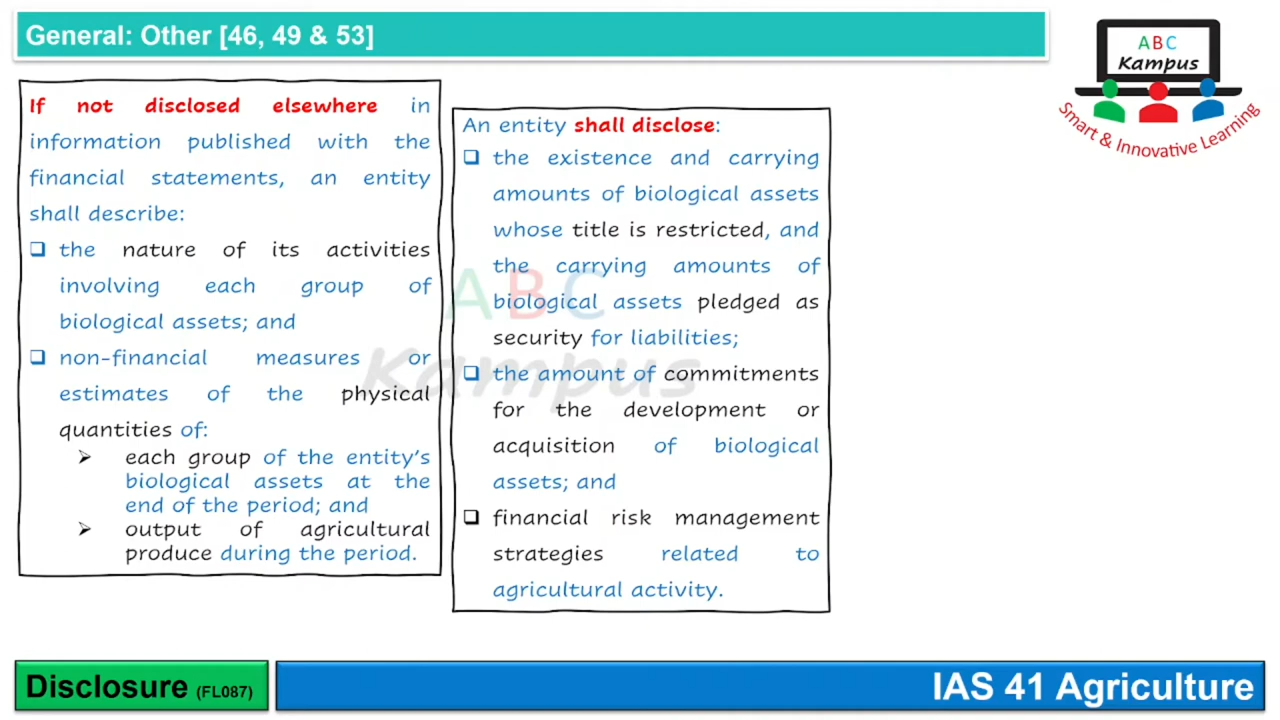 General: Other [46, 49 & 53]
ABC
Kampus
Smart & Innovative Learning
If not disclosed elsewhere in
information published with the
financial statements, an entity
shall describe:
the nature of its activities
involving each group of
biological assets; and
non-financial measures or
estimates of the physical
quantities of:
each group of the entity's
biological assets at the
end of the period; and
output of agricultural
produce during the period.
An entity shall disclose:
the existence and carrying
amounts of biological assets
whose title is restricted, and
the carrying amounts of
biological assets pledged as
security for liabilities;
the amount of commitments
for the development or
acquisition of biological
assets; and
financial risk management
strategies related to
agricultural activity.
ABC
Kampus
Disclosure (FL087)
IAS 41 Agriculture